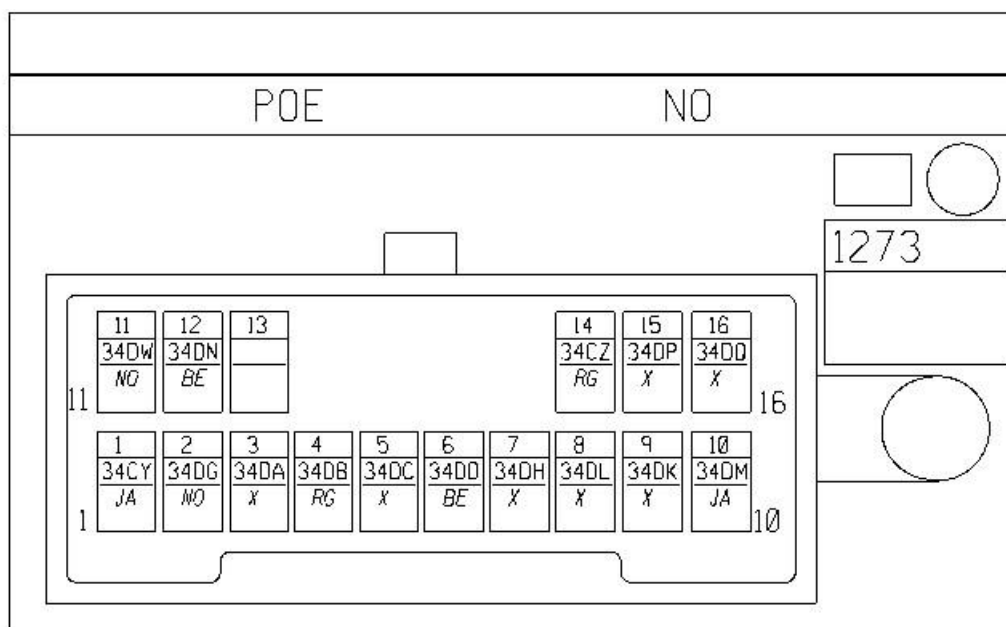 POE NO
1273
11 12 13 14 15 16
34DW 34DN 34CZ 34DP 34DQ
NO BE RG X X
11 16
1 2 3 4 5 6 7 8 9 10
34CY 34DG 34DA 34DB 34DC 34DD 34DH 34DL 34DK 34DM
JA NO X RG X BE X X X JA
1 10